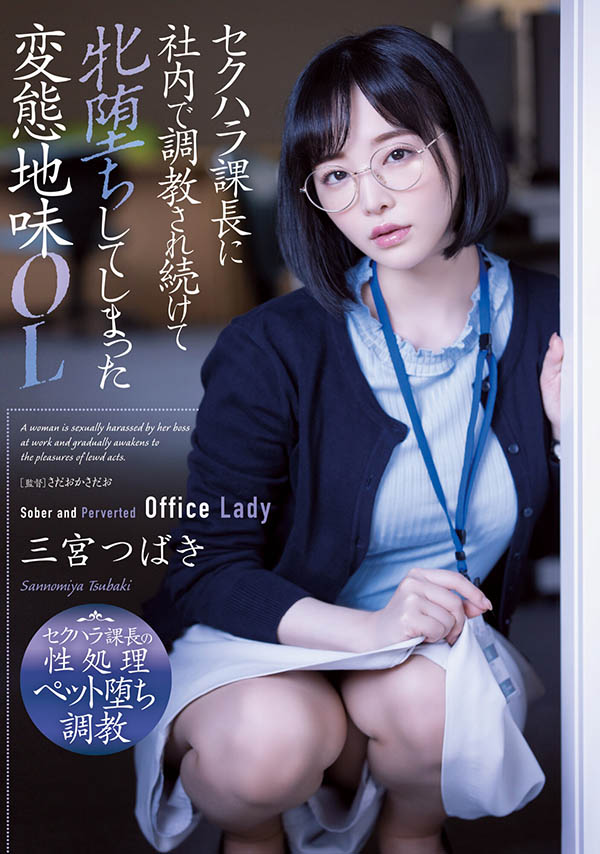 セクハラ課長に
社内で調教され続けて
牝堕ちしてしまった
変態地味OL
A woman is sexually harassed by her boss
at work and gradually awakens to
the pleasures of lewd acts.
[監督]さだおかさだお
Sober and Perverted Office Lady
三宮つばき
Sannomiya Tsubaki
セクハラ課長の
性処理
ペット堕ち
調教